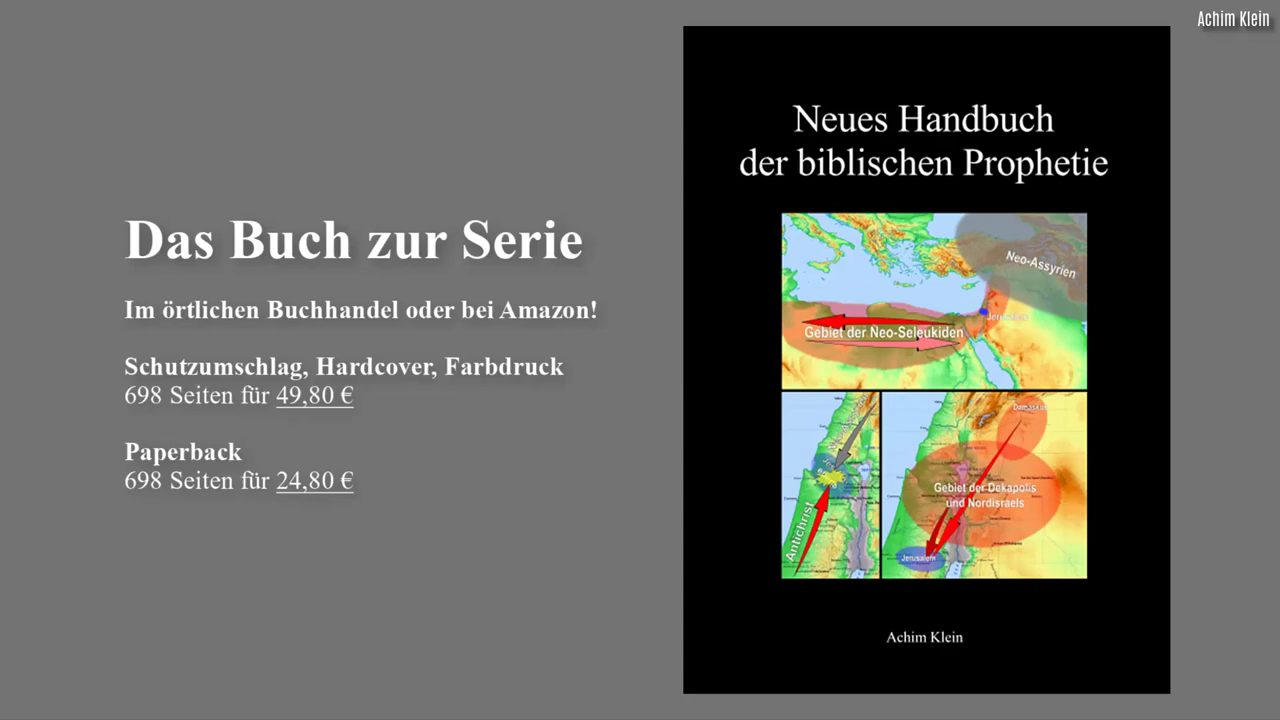 Achim Klein
Das Buch zur Serie
Im örtlichen Buchhandel oder bei Amazon!
Schutzumschlag, Hardcover, Farbdruck
698 Seiten für 49,80 €
Paperback
698 Seiten für 24,80 €
Neues Handbuch
der biblischen Prophetie
Neo-Assyrien
Jerusalem
Gebiet der Neo-Seleukiden
Damaskus
Gebiet der Dekapolis
und Nordisraels
Antichrist
Jerusalem
Achim Klein